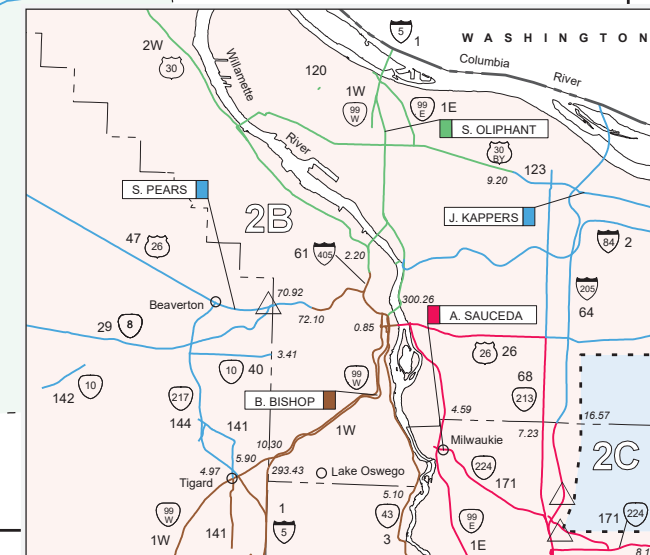 5 1
WASHINGTON
2W
30
Willamette
120
1W
99 W
99 E 1E
Columbia
River
River
S. OLIPHANT
30 BY
9.20
123
S. PEARS
2B
J. KAPPERS
47 26
61 405 2.20
84 2
205
64
Beaverton
70.92
72.10
300.26
A. SAUCEDA
29 8
0.85
3.41
10 40
26 26
142 10
217
99 W
68
213
B. BISHOP
144 141
1W
4.59
16.57
7.23
10.30
Milwaukie
2C
5.90
4.97
293.43
Lake Oswego
224
171
Tigard
5.10
99 W
1W
141
1
5
43
3
99 E
1E
171 224
8.1